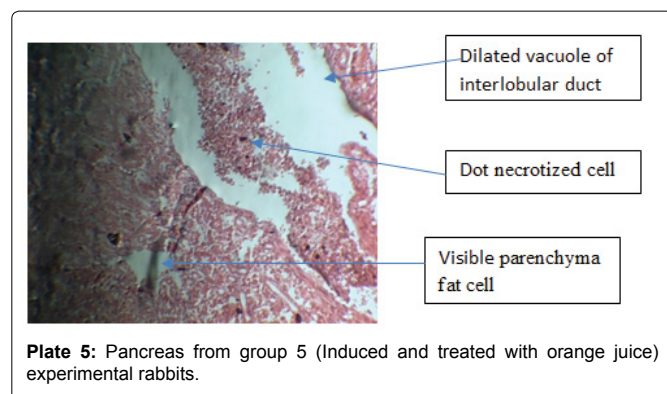 Dilated vacuole of
interlobular duct
Dot necrotized cell
Visible parenchyma
fat cell
Plate 5: Pancreas from group 5 (Induced and treated with orange juice)
experimental rabbits.